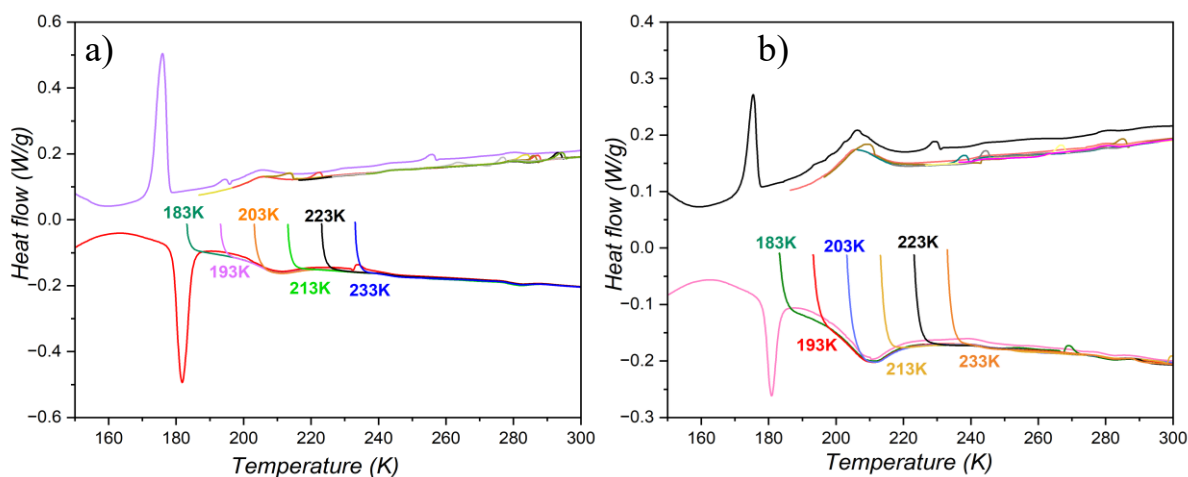 a)
0.6
0.4
0.2
0.0
−0.2
−0.4
−0.6
Heat flow (W/g)
183K
203K
223K
193K
213K
233K
160
180
200
220
240
260
280
300
Temperature (K)
b)
0.4
0.3
0.2
0.1
0.0
−0.1
−0.2
−0.3
Heat flow (W/g)
183K
203K
223K
193K
213K
233K
160
180
200
220
240
260
280
300
Temperature (K)